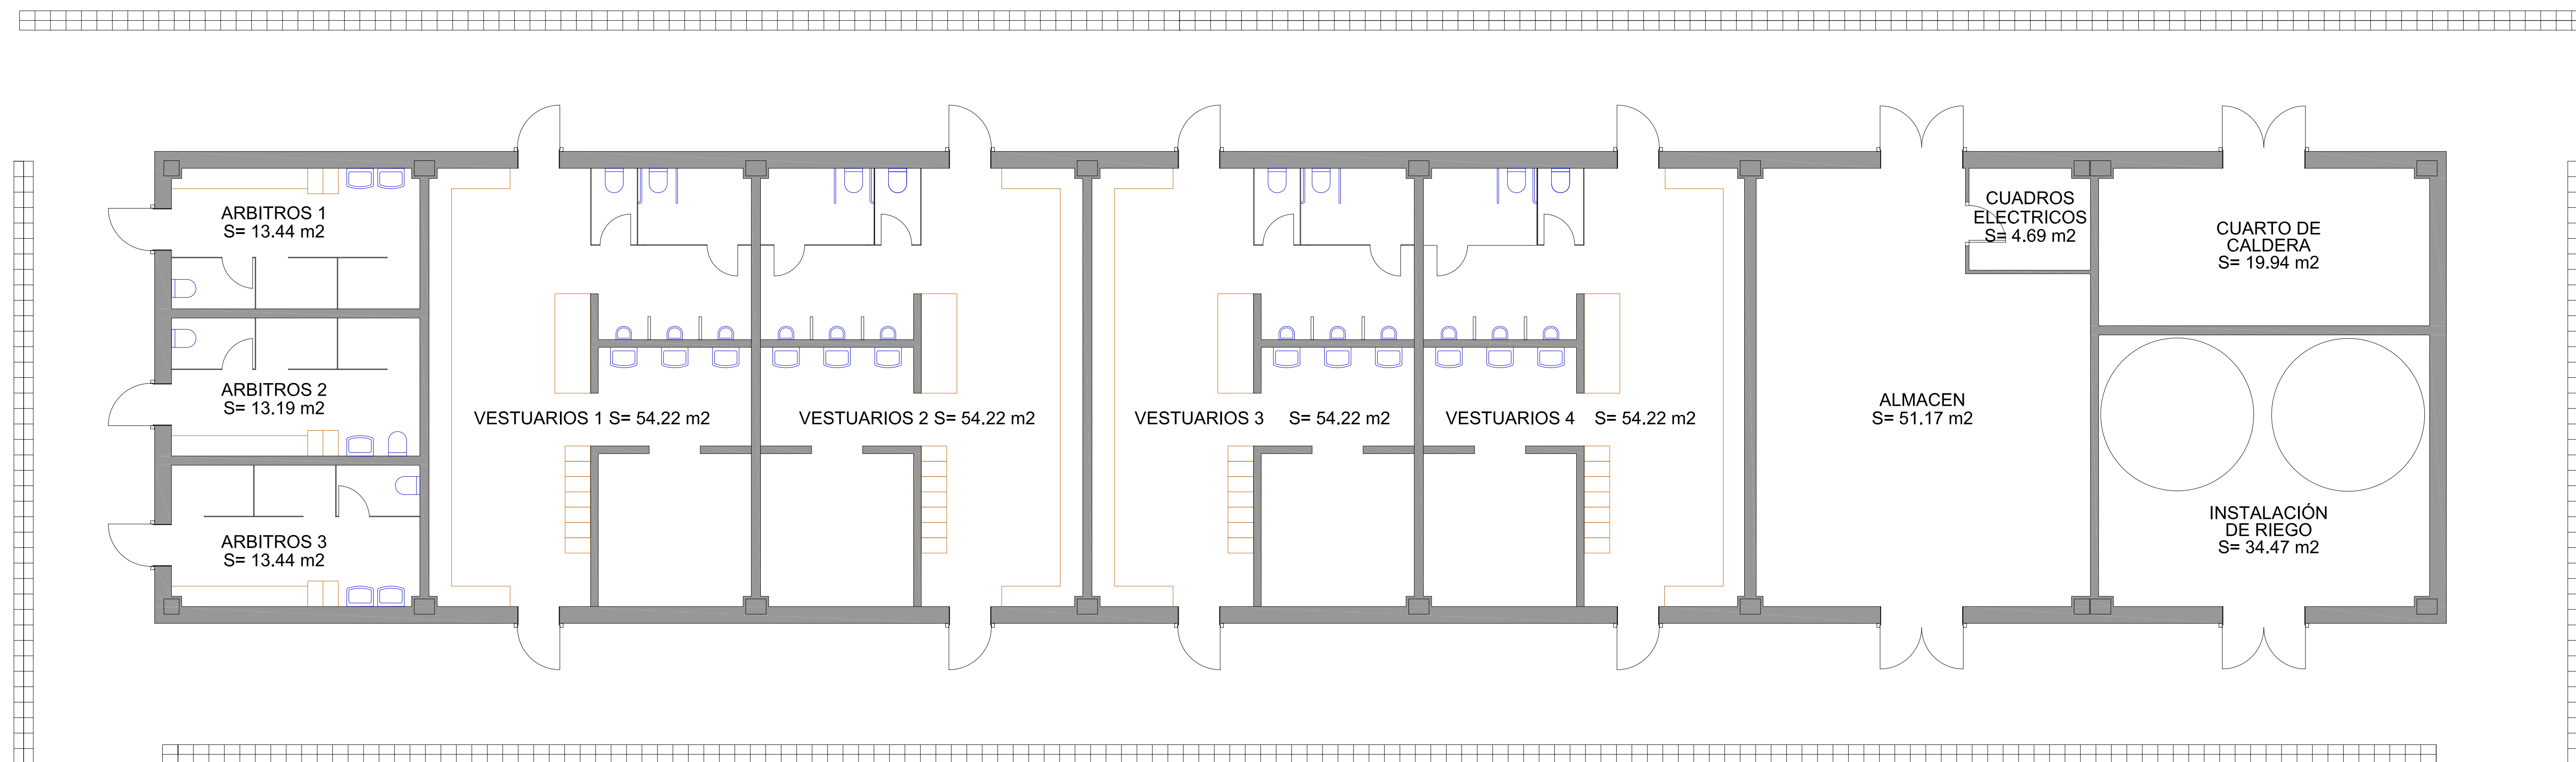 ARBITROS 1
S= 13.44 m2
ARBITROS 2
S= 13.19 m2
ARBITROS 3
S= 13.44 m2
VESTUARIOS 1 S= 54.22 m2
VESTUARIOS 2 S= 54.22 m2
VESTUARIOS 3 S= 54.22 m2
VESTUARIOS 4 S= 54.22 m2
ALMACEN
S= 51.17 m2
CUADROS
ELECTRICOS
S= 4.69 m2
CUARTO DE
CALDERA
S= 19.94 m2
INSTALACIÓN
DE RIEGO
S= 34.47 m2